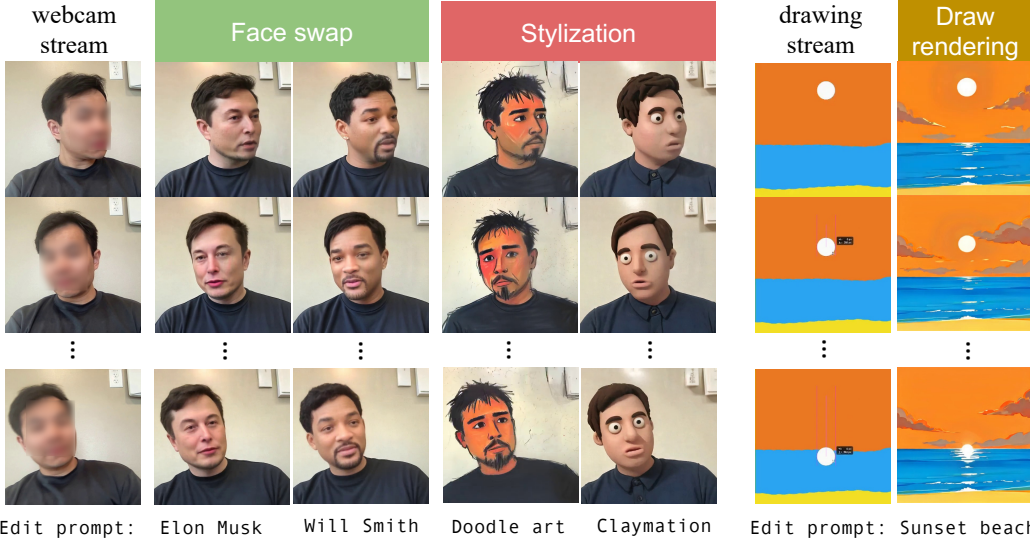 webcam
stream
Face swap
Stylization
drawing
stream
Draw
rendering
Edit prompt:
Elon Musk
Will Smith
Doodle art
Claymation
Edit prompt:
Sunset beach